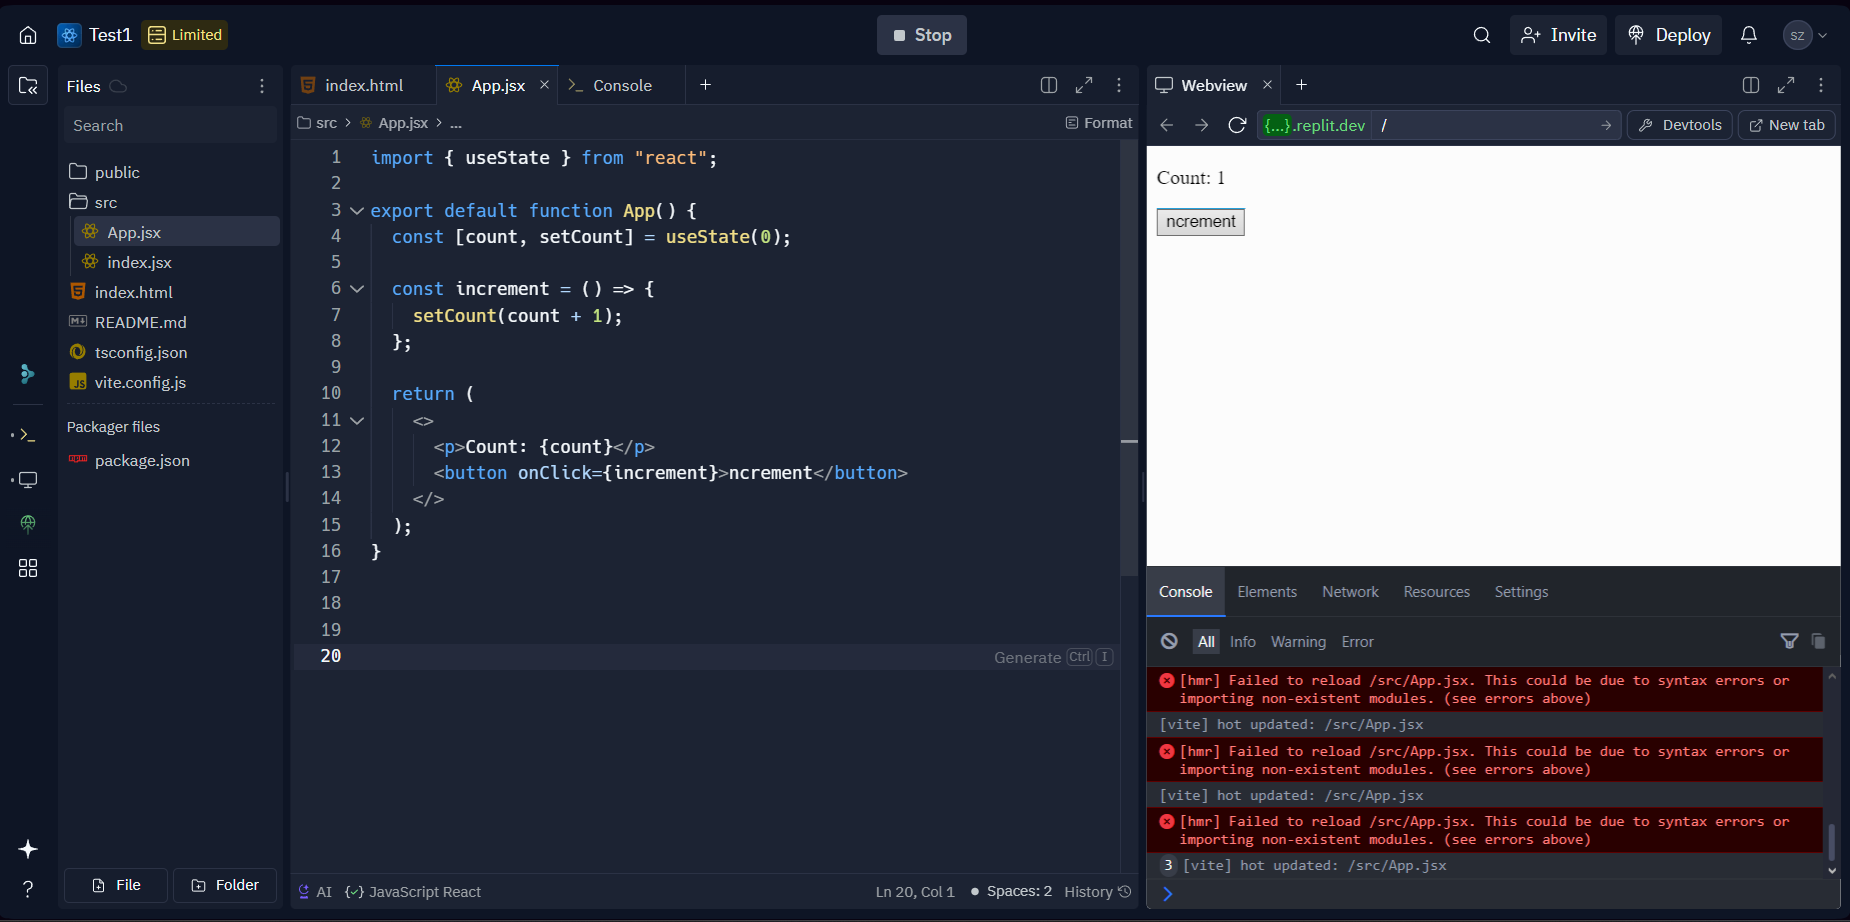 Test1
Limited
Stop
Invite
Deploy
SZ
Files
Search
public
src
App.jsx
index.jsx
index.html
README.md
tsconfig.json
JS vite.config.js
Packager files
package.json
File
Folder
index.html
App.jsx
Console
src > App.jsx > ...
Format
1 import { useState } from "react";
2
3 export default function App() {
4 const [count, setCount] = useState(0);
5
6 const increment = () => {
7 setCount(count + 1);
8 };
9
10 return (
11 <>
12 <p>Count: {count}</p>
13 <button onClick={increment}>ncrement</button>
14 </>
15 );
16 }
17
18
19
20
Generate Ctrl I
AI
JavaScript React
Ln 20, Col 1
Spaces: 2
History
Webview
{...}.replit.dev
/
Devtools
New tab
Count: 1
ncrement
Console
Elements
Network
Resources
Settings
All
Info
Warning
Error
[hmr] Failed to reload /src/App.jsx. This could be due to syntax errors or
importing non-existent modules. (see errors above)
[vite] hot updated: /src/App.jsx
[hmr] Failed to reload /src/App.jsx. This could be due to syntax errors or
importing non-existent modules. (see errors above)
[vite] hot updated: /src/App.jsx
[hmr] Failed to reload /src/App.jsx. This could be due to syntax errors or
importing non-existent modules. (see errors above)
3 [vite] hot updated: /src/App.jsx